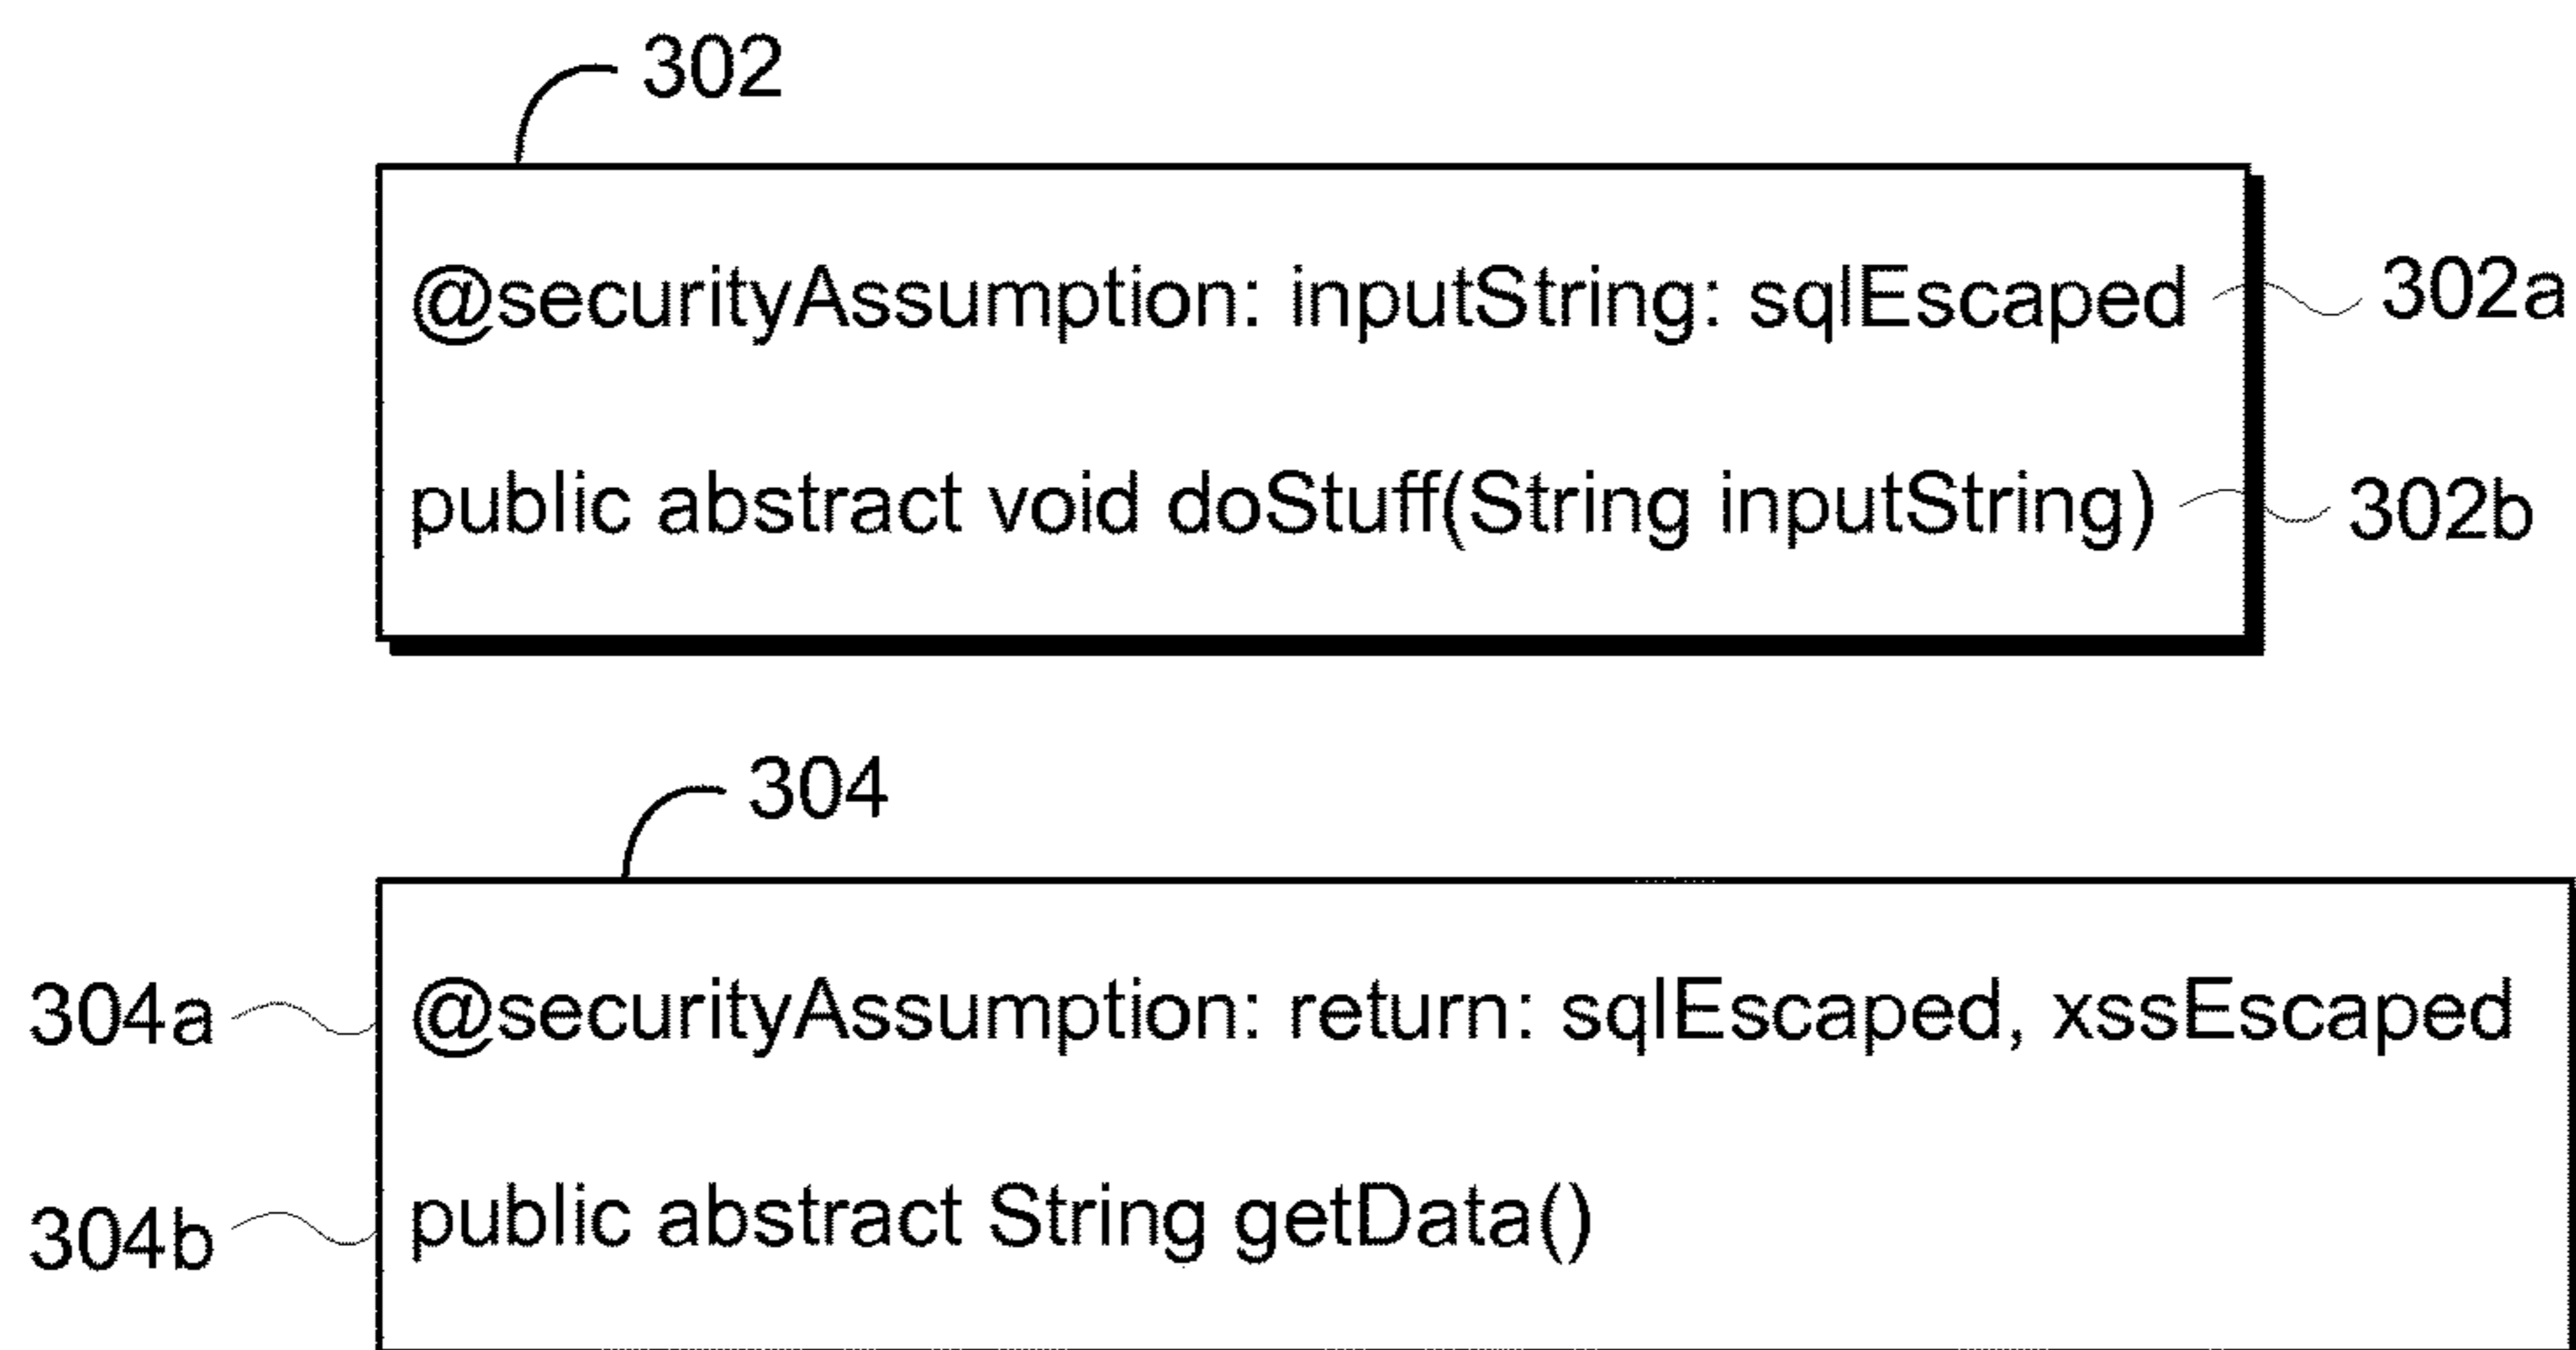 302
@securityAssumption: inputString: sqlEscaped 302a
public abstract void doStuff(String inputString) 302b
304
304a @securityAssumption: return: sqlEscaped, xssEscaped
304b public abstract String getData()